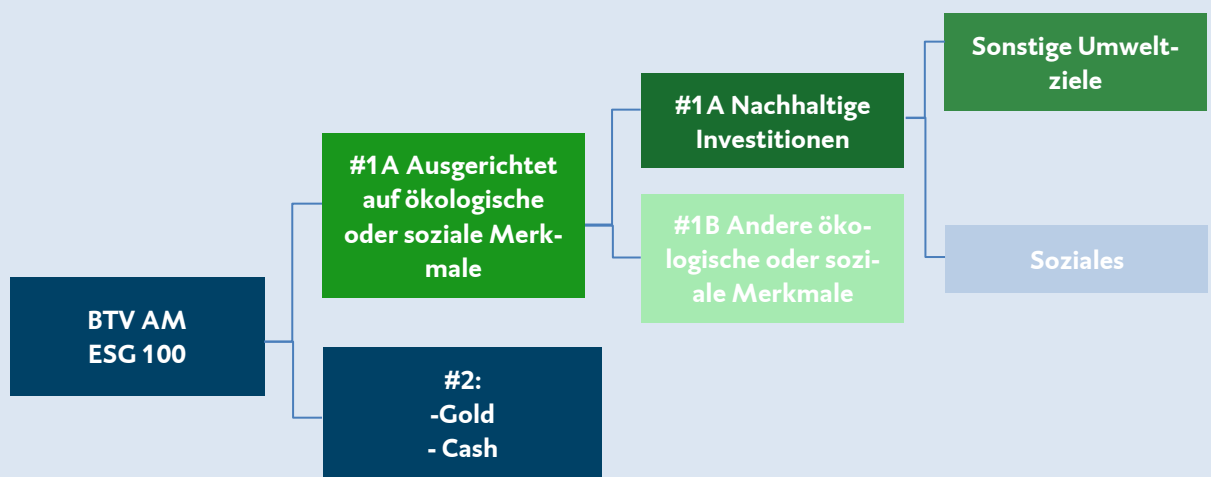 BTV AM
ESG 100
#1A Ausgerichtet
auf ökologische
oder soziale Merk-
male
#2:
-Gold
- Cash
#1A Nachhaltige
Investitionen
#1B Andere öko-
logische oder sozi-
ale Merkmale
Sonstige Umwelt-
ziele
Soziales